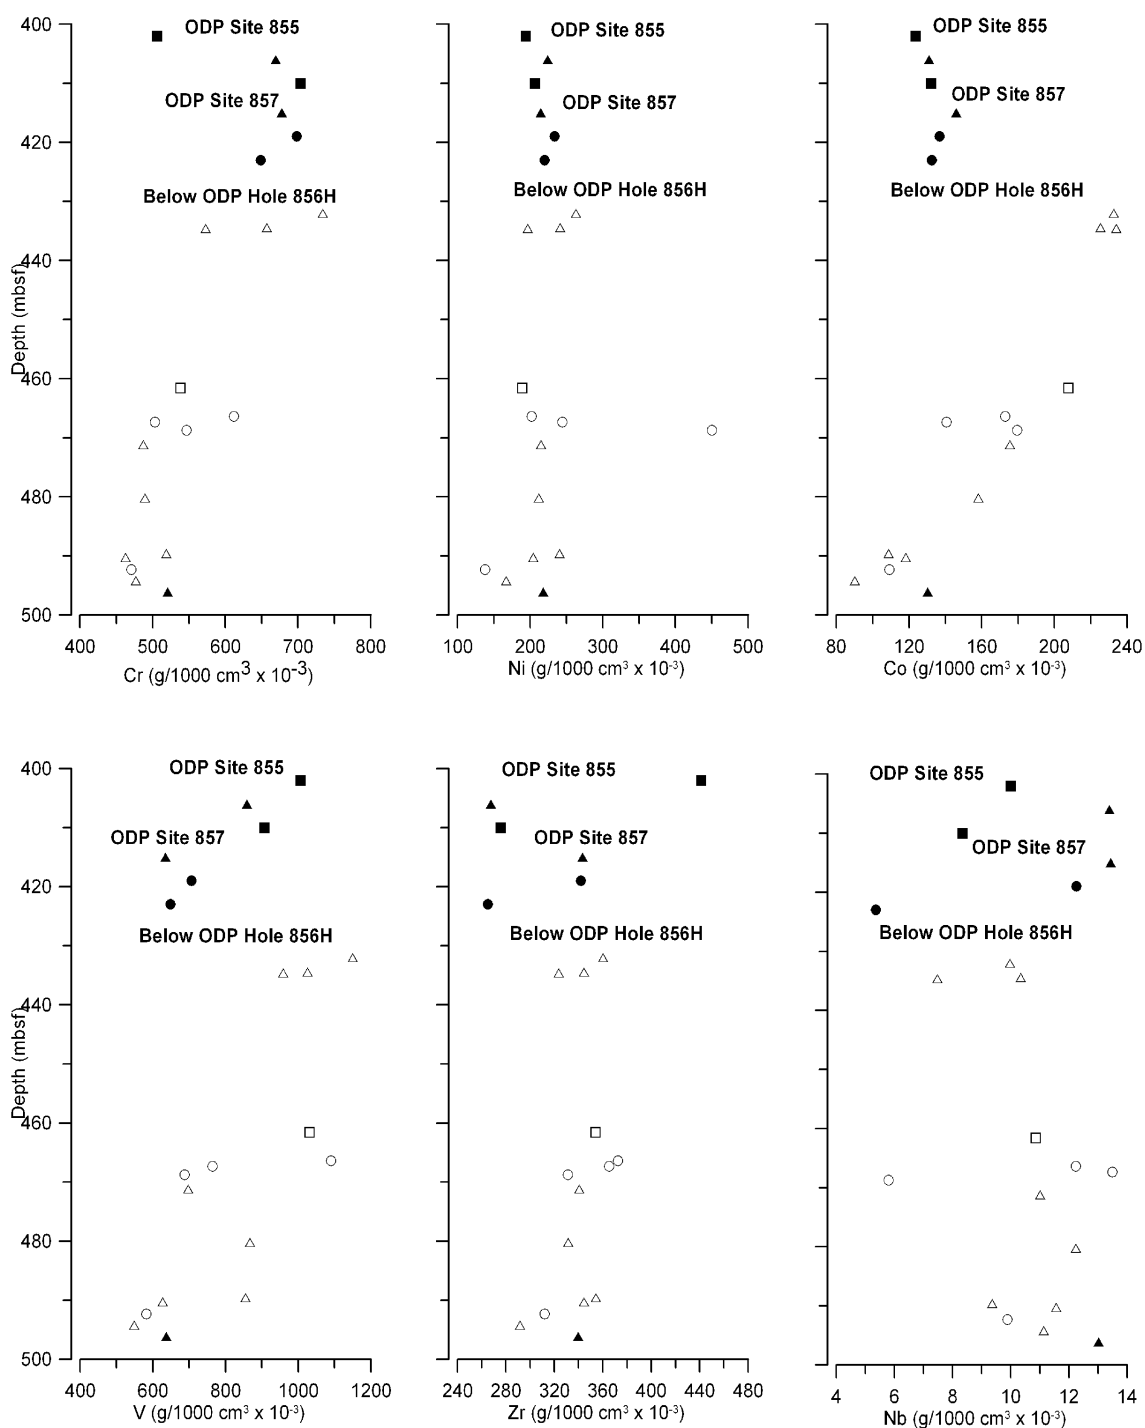 400
420
440
460
480
500
Depth (mbsf)
ODP Site 855
ODP Site 857
Below ODP Hole 856H
400 500 600 700 800
Cr (g/1000 cm³ x 10⁻³)
ODP Site 855
ODP Site 857
Below ODP Hole 856H
100 200 300 400 500
Ni (g/1000 cm³ x 10⁻³)
ODP Site 855
ODP Site 857
Below ODP Hole 856H
80 120 160 200 240
Co (g/1000 cm³ x 10⁻³)
400
420
440
460
480
500
Depth (mbsf)
ODP Site 855
ODP Site 857
Below ODP Hole 856H
400 600 800 1000 1200
V (g/1000 cm³ x 10⁻³)
ODP Site 855
ODP Site 857
Below ODP Hole 856H
240 300 360 420 480
Zr (g/1000 cm³ x 10⁻³)
ODP Site 855
ODP Site 857
Below ODP Hole 856H
4 6 8 10 12 14
Nb (g/1000 cm³ x 10⁻³)